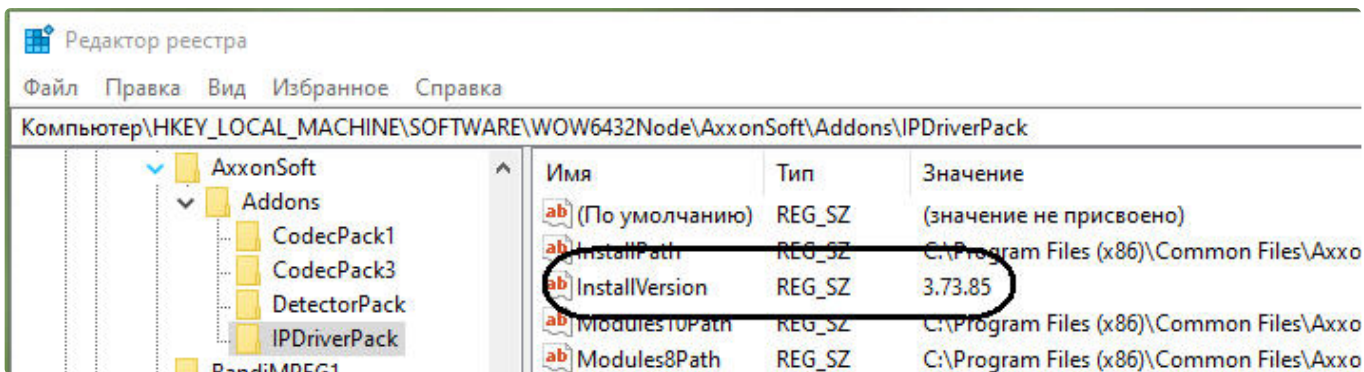 Редактор реестра
Файл Правка Вид Избранное Справка
Компьютер\HKEY_LOCAL_MACHINE\SOFTWARE\WOW6432Node\AxxonSoft\Addons\IPDriverPack
AxxonSoft
Addons
CodecPack1
CodecPack3
DetectorPack
IPDriverPack
BandiMPEG1
Имя Тип Значение
(По умолчанию) REG_SZ (значение не присвоено)
InstallPath REG_SZ C:\Program Files (x86)\Common Files\Axxo
InstallVersion REG_SZ 3.73.85
Modules10Path REG_SZ C:\Program Files (x86)\Common Files\Axxo
Modules8Path REG_SZ C:\Program Files (x86)\Common Files\Axxo